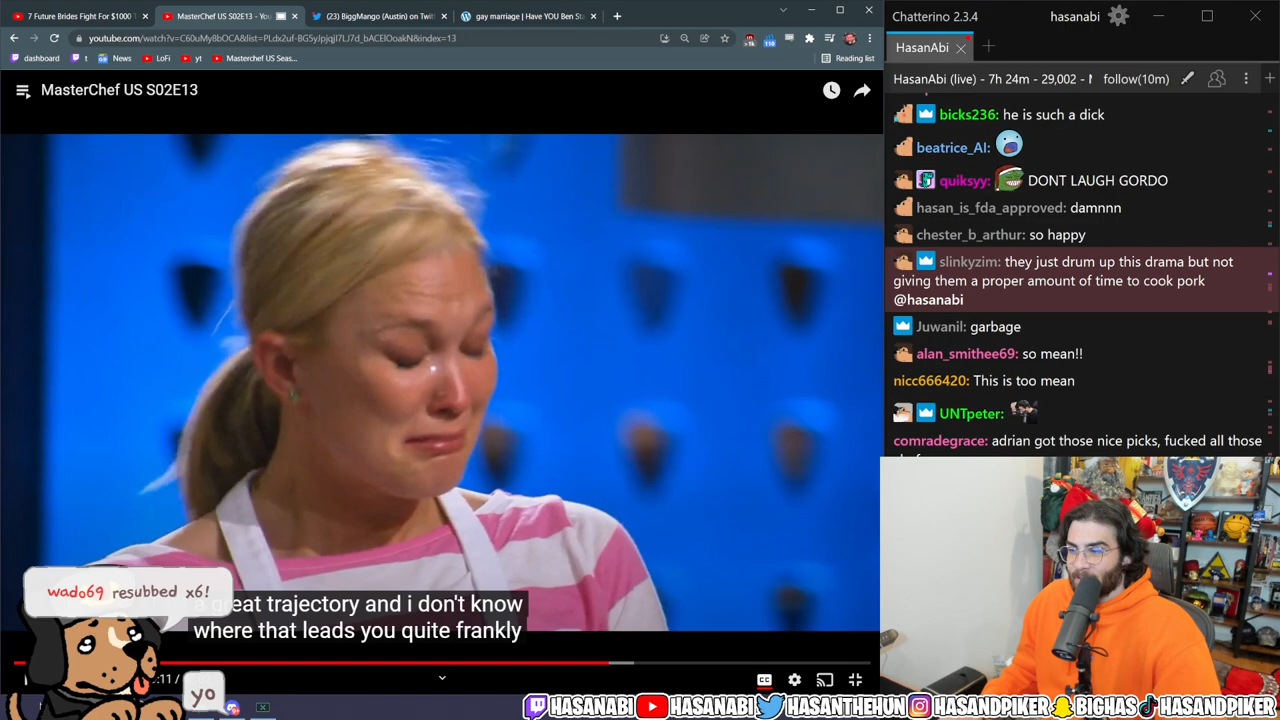 7 Future Brides Fight For $1000
MasterChef US S02E13 - You
(23) BiggMango (Austin) on Twit
gay marriage | Have YOU Ben Sta
youtube.com/watch?v=C60uMy8bOCA&list=PLdx2uf-BG5yJpjqjl7LJ7d_bACElOoakN&index=13
dashboard
t
News
LoFi
yt
Masterchef US Seas...
Reading list
MasterChef US S02E13
a great trajectory and i don't know
where that leads you quite frankly
wado69 resubbed x6!
yo
:11 /
CC
Chatterino 2.3.4
hasanabi
HasanAbi
HasanAbi (live) - 7h 24m - 29,002 -
follow(10m)
bicks236: he is such a dick
beatrice_AI:
quiksyy: DONT LAUGH GORDO
hasan_is_fda_approved: damnnn
chester_b_arthur: so happy
slinkyzim: they just drum up this drama but not
giving them a proper amount of time to cook pork
@hasanabi
Juwanil: garbage
alan_smithee69: so mean!!
nicc666420: This is too mean
UNTpeter:
comradegrace: adrian got those nice picks, fucked all those
HASANABI HASANABI HASANTHEHUN HASANDPIKER BIGHAS HASANDPIKER